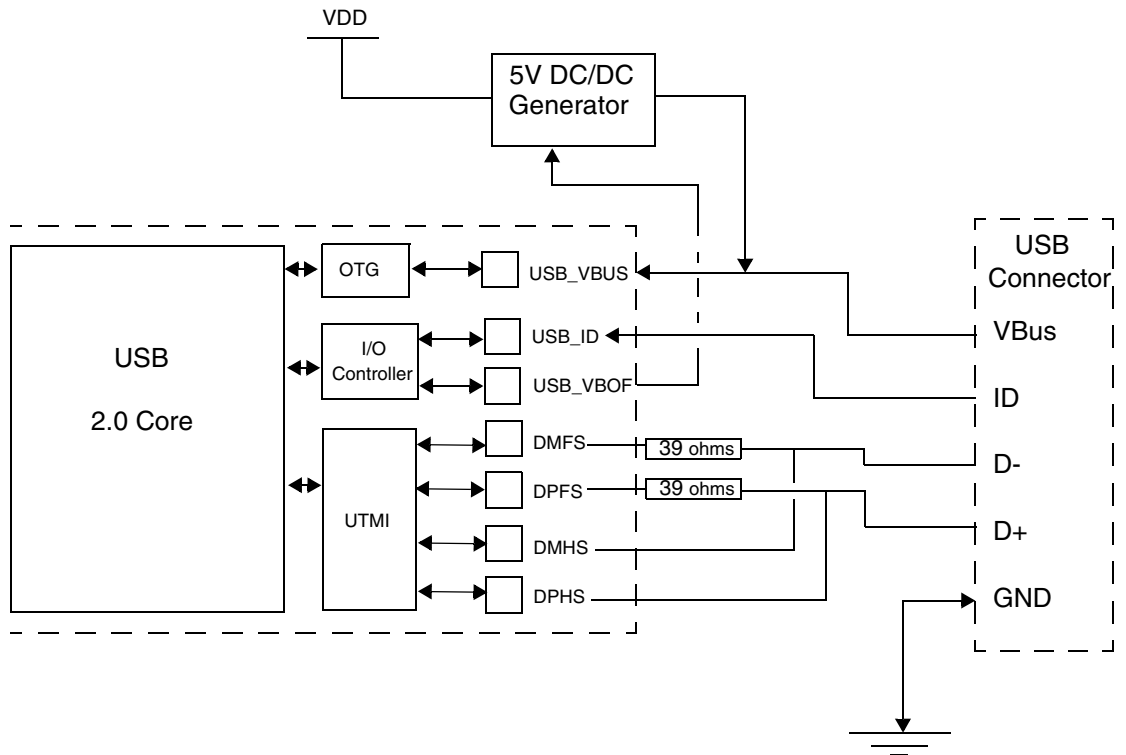 VDD
5V DC/DC
Generator
USB
2.0 Core
OTG
I/O
Controller
UTMI
USB_VBUS
USB_ID
USB_VBOF
DMFS
DPFS
DMHS
DPHS
39 ohms
39 ohms
USB
Connector
VBus
ID
D-
D+
GND